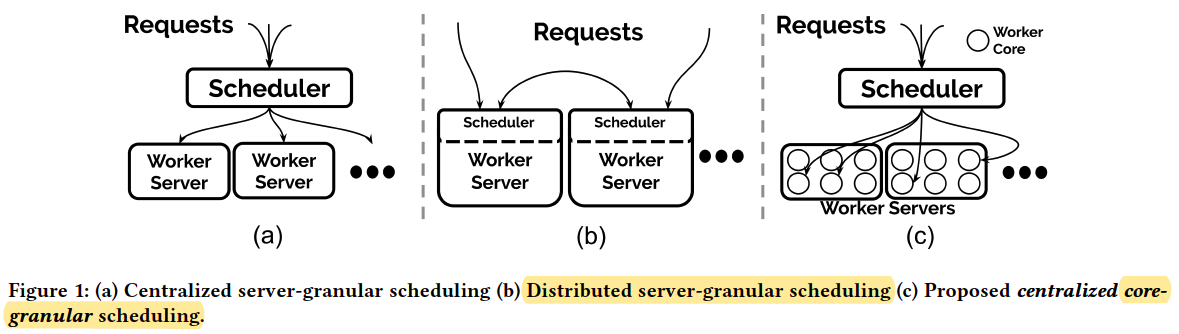 Requests
Scheduler
Worker
Server
Worker
Server
(a)
Requests
Scheduler
Worker
Server
Scheduler
Worker
Server
(b)
Requests
Worker
Core
Scheduler
Worker Servers
(c)
Figure 1: (a) Centralized server-granular scheduling (b) Distributed server-granular scheduling (c) Proposed centralized core-
granular scheduling.